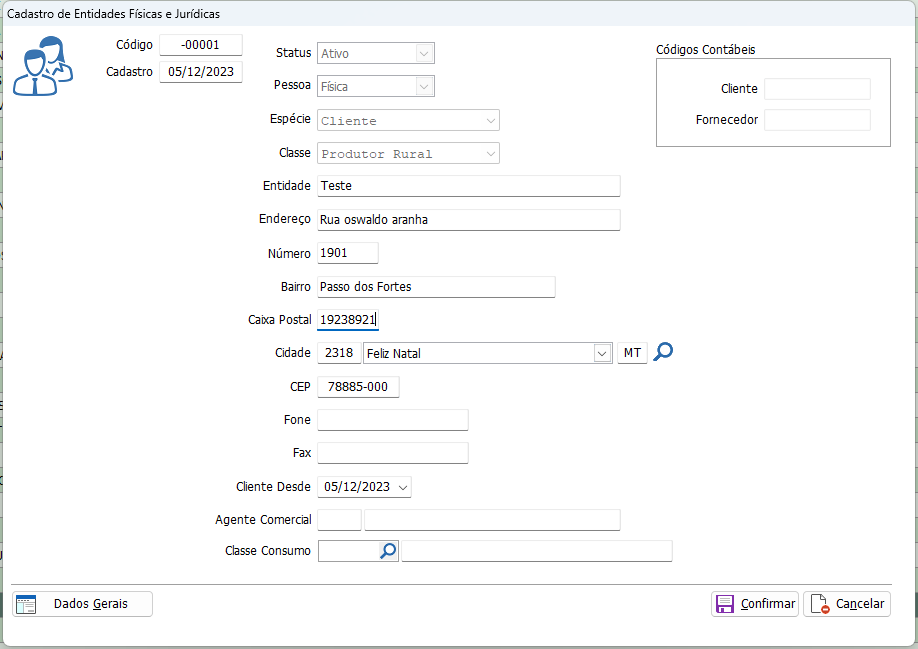 Cadastro de Entidades Físicas e Jurídicas
Código -00001
Cadastro 05/12/2023
Status Ativo
Pessoa Física
Espécie Cliente
Classe Produtor Rural
Códigos Contábeis
Cliente
Fornecedor
Entidade Teste
Endereço Rua oswaldo aranha
Número 1901
Bairro Passo dos Fortes
Caixa Postal 19238921
Cidade 2318 Feliz Natal MT
CEP 78885-000
Fone
Fax
Cliente Desde 05/12/2023
Agente Comercial
Classe Consumo
Dados Gerais Confirmar Cancelar